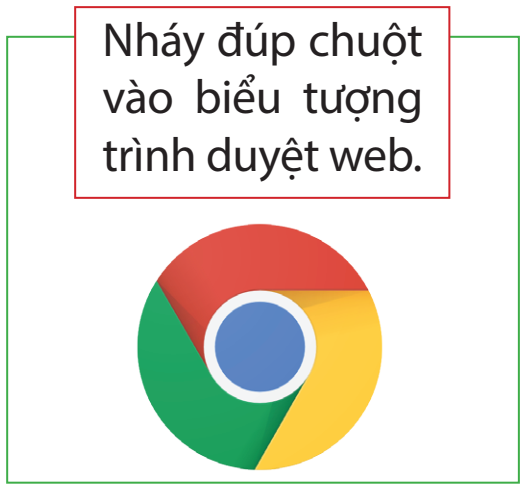 Nháy đúp chuột
vào biểu tượng
trình duyệt web.